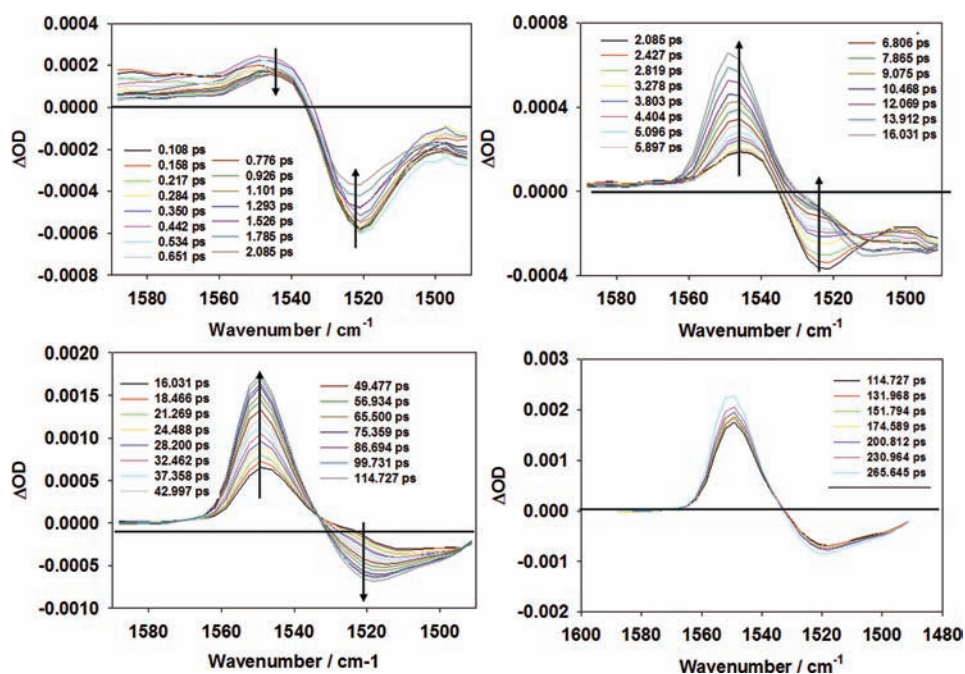 0.0004
0.0002
0.0000
-0.0002
-0.0004
-0.0006
-0.0008
ΔOD
0.108 ps
0.158 ps
0.217 ps
0.284 ps
0.350 ps
0.442 ps
0.534 ps
0.651 ps
0.776 ps
0.926 ps
1.101 ps
1.293 ps
1.526 ps
1.785 ps
2.085 ps
1580 1560 1540 1520 1500
Wavenumber / cm-1
0.0008
0.0004
0.0000
-0.0004
ΔOD
2.085 ps
2.427 ps
2.819 ps
3.278 ps
3.803 ps
4.404 ps
5.096 ps
5.897 ps
6.806 ps
7.865 ps
9.075 ps
10.468 ps
12.069 ps
13.912 ps
16.031 ps
1580 1560 1540 1520 1500
Wavenumber / cm-1
0.0020
0.0015
0.0010
0.0005
0.0000
-0.0005
-0.0010
ΔOD
16.031 ps
18.466 ps
21.269 ps
24.488 ps
28.200 ps
32.462 ps
37.358 ps
42.997 ps
49.477 ps
56.934 ps
65.500 ps
75.359 ps
86.694 ps
99.731 ps
114.727 ps
1580 1560 1540 1520 1500
Wavenumber / cm-1
0.003
0.002
0.001
0.000
-0.001
-0.002
ΔOD
114.727 ps
131.968 ps
151.794 ps
174.589 ps
200.812 ps
230.964 ps
265.645 ps
1600 1580 1560 1540 1520 1500 1480
Wavenumber / cm-1